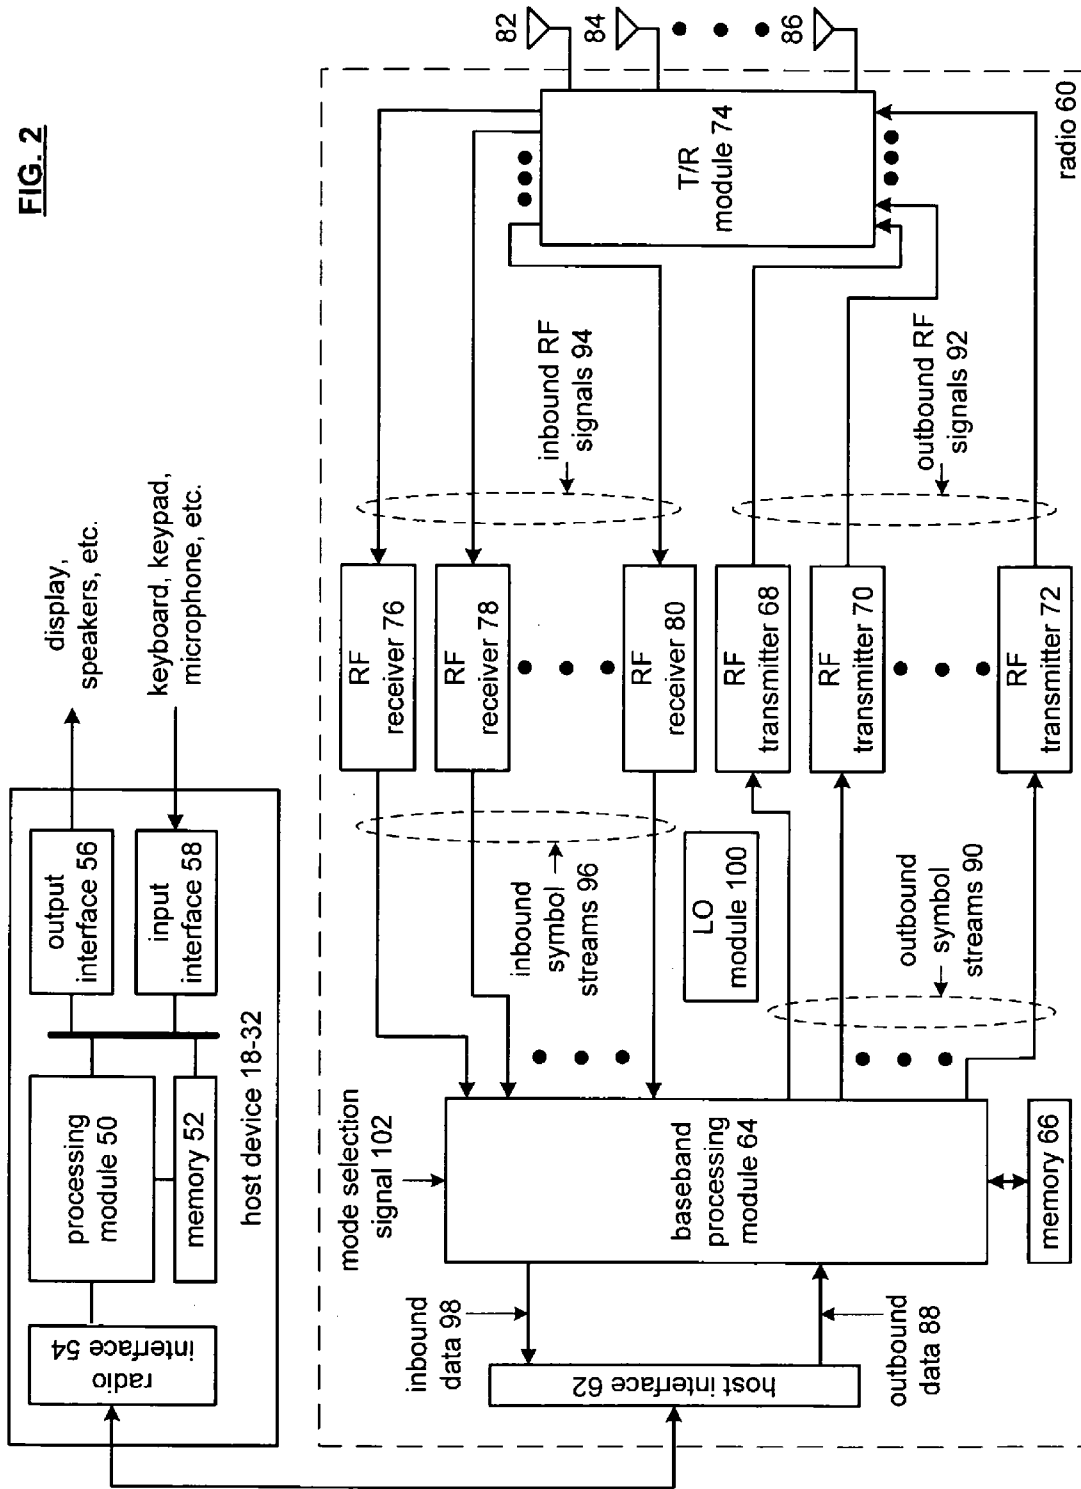 FIG. 2
display,
speakers, etc.
keyboard, keypad,
microphone, etc.
radio
interface 54
processing
module 50
memory 52
output
interface 56
input
interface 58
host device 18-32
mode selection
signal 102
inbound
data 98
host interface 62
outbound
data 88
baseband
processing
module 64
memory 66
inbound
symbol
streams 96
LO
module 100
outbound
symbol
streams 90
RF
receiver 76
RF
receiver 78
RF
receiver 80
RF
transmitter 68
RF
transmitter 70
RF
transmitter 72
inbound RF
signals 94
outbound RF
signals 92
T/R
module 74
82
84
86
radio 60